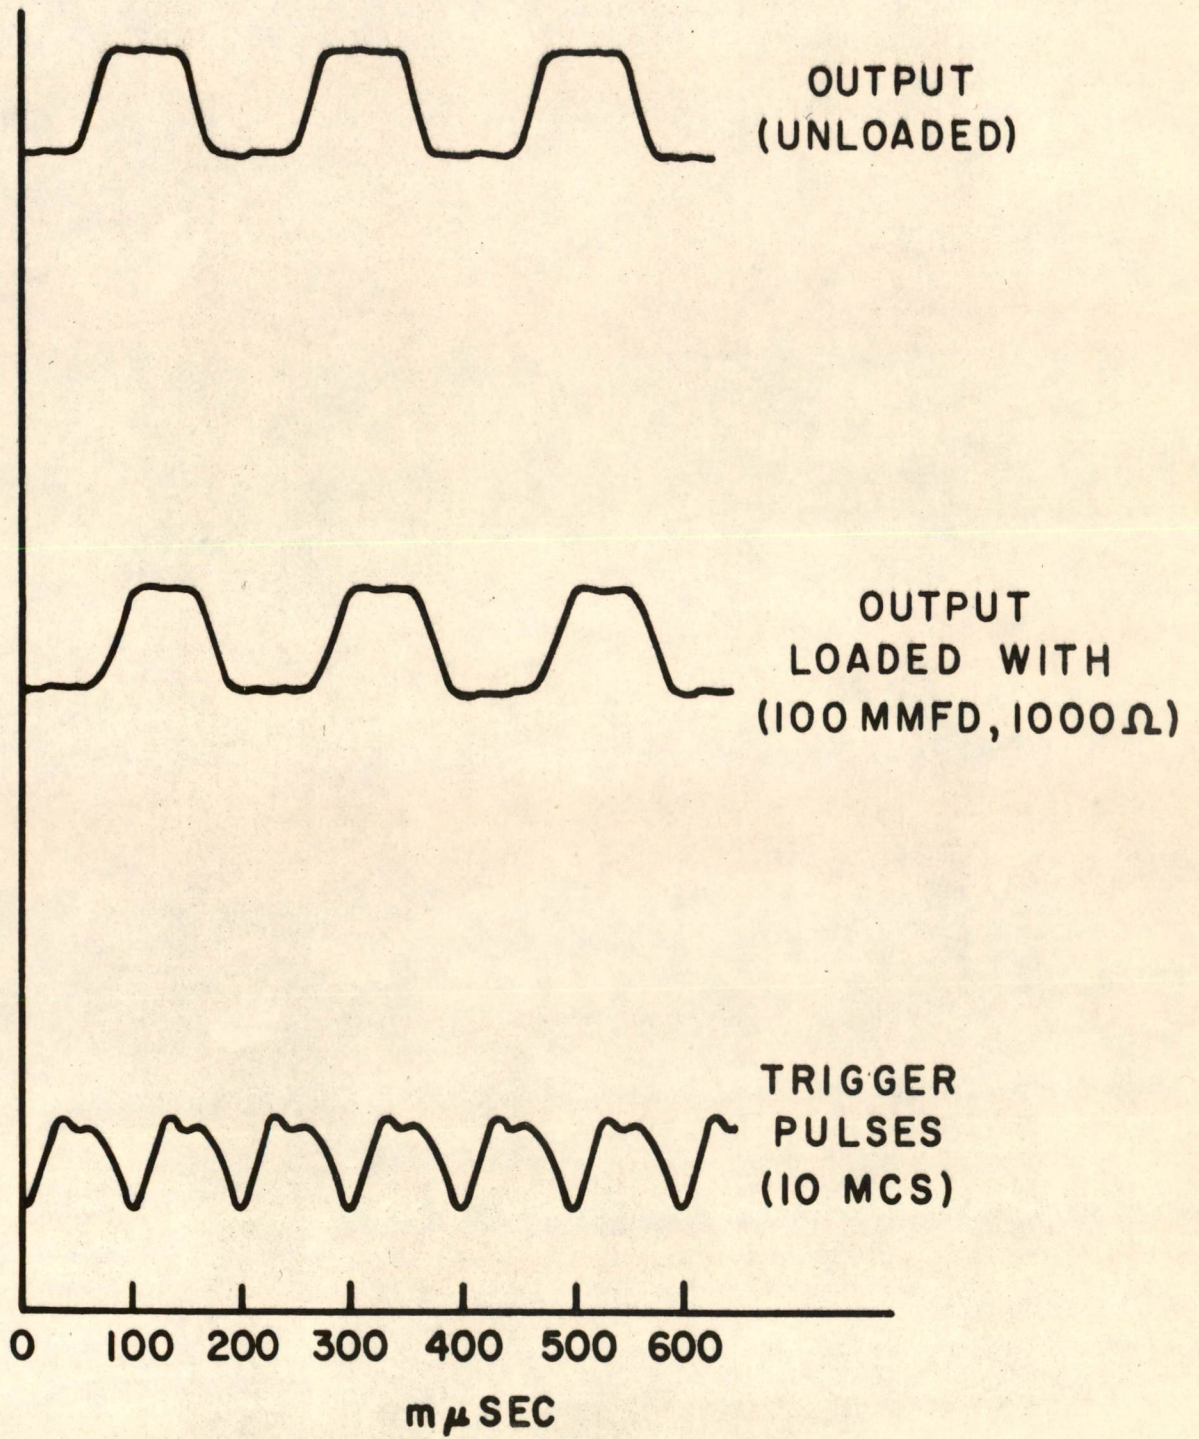 OUTPUT
(UNLOADED)
OUTPUT
LOADED WITH
(100 MMFD, 1000Ω)
TRIGGER
PULSES
(10 MCS)
0 100 200 300 400 500 600
mμSEC